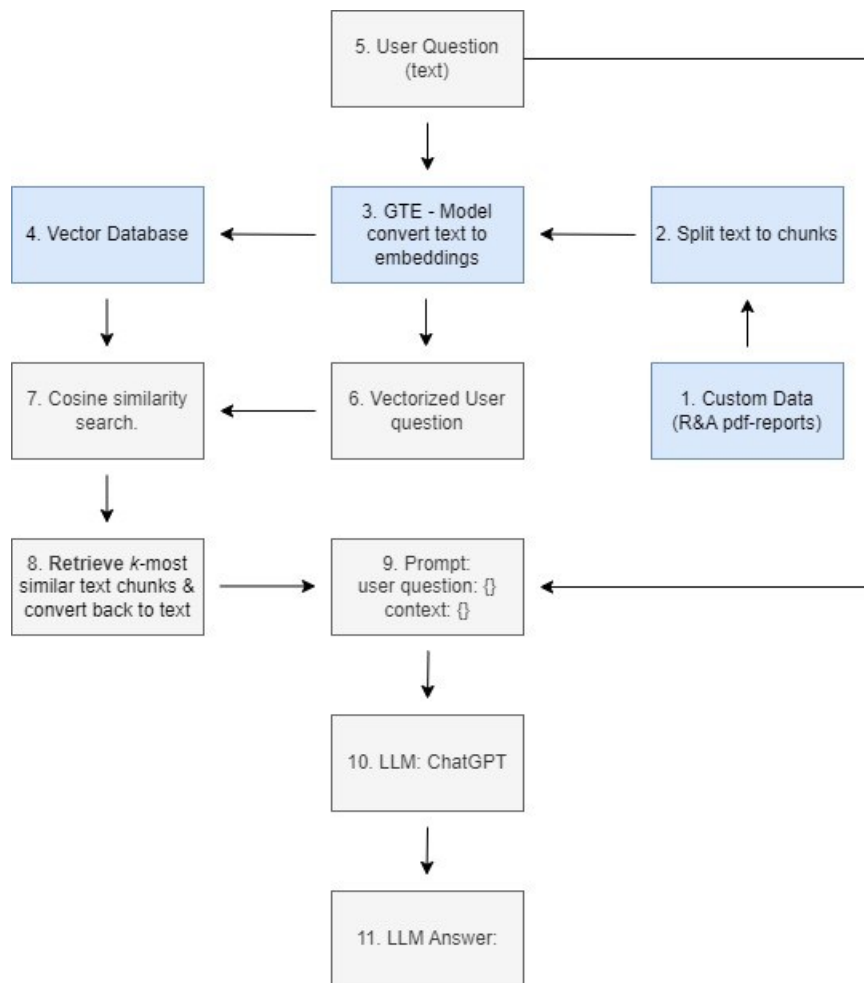 5. User Question
(text)
4. Vector Database
3. GTE - Model
convert text to
embeddings
2. Split text to chunks
7. Cosine similarity
search.
6. Vectorized User
question
1. Custom Data
(R&A pdf-reports)
8. Retrieve k-most
similar text chunks &
convert back to text
9. Prompt:
user question: {}
context: {}
10. LLM: ChatGPT
11. LLM Answer: